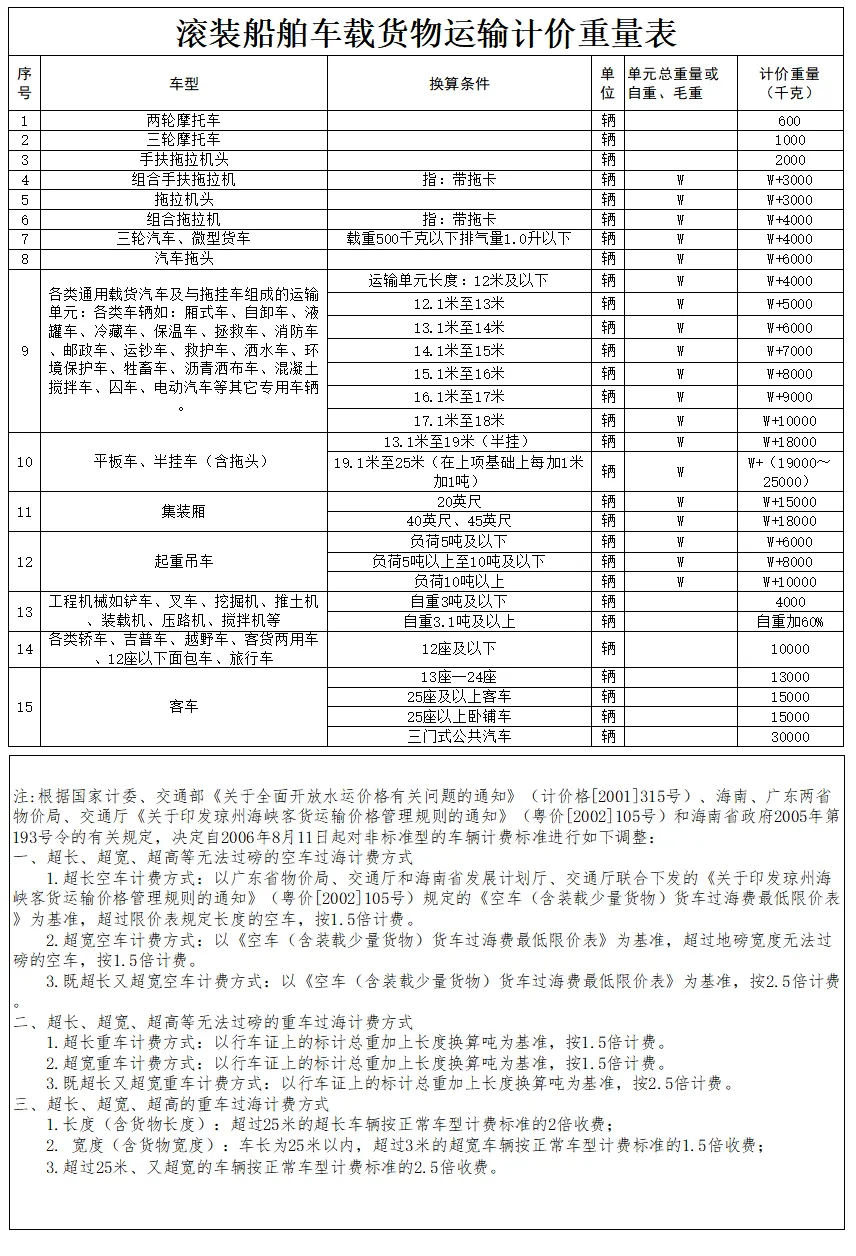 滚装船舶车载货物运输计价重量表
序号 车型 换算条件 单位 单元总重量或自重、毛重 计价重量（千克）
1 两轮摩托车 辆 600
2 三轮摩托车 辆 1000
3 手扶拖拉机头 辆 2000
4 组合手扶拖拉机 指：带拖卡 辆 W W+3000
5 拖拉机头 辆 W W+3000
6 组合拖拉机 指：带拖卡 辆 W W+4000
7 三轮汽车、微型货车 载重500千克以下排气量1.0升以下 辆 W W+4000
8 汽车拖头 辆 W W+6000
9
各类通用载货汽车及与拖挂车组成的运输
单元：各类车辆如：厢式车、自卸车、液
罐车、冷藏车、保温车、拯救车、消防车
、邮政车、运钞车、救护车、洒水车、环
境保护车、牲畜车、沥青洒布车、混凝土
搅拌车、囚车、电动汽车等其它专用车辆
。
运输单元长度：12米及以下 辆 W W+4000
12.1米至13米 辆 W W+5000
13.1米至14米 辆 W W+6000
14.1米至15米 辆 W W+7000
15.1米至16米 辆 W W+8000
16.1米至17米 辆 W W+9000
17.1米至18米 辆 W W+10000
10 平板车、半挂车（含拖头）
13.1米至19米（半挂） 辆 W W+18000
19.1米至25米（在上项基础上每加1米加1吨） 辆 W W+（19000～25000）
11 集装厢
20英尺 辆 W W+15000
40英尺、45英尺 辆 W W+18000
12 起重吊车
负荷5吨及以下 辆 W W+6000
负荷5吨以上至10吨及以下 辆 W W+8000
负荷10吨以上 辆 W W+10000
13
工程机械如铲车、叉车、挖掘机、推土机
、装载机、压路机、搅拌机等
自重3吨及以下 辆 4000
自重3.1吨及以上 辆 自重加60%
14
各类轿车、吉普车、越野车、客货两用车
、12座以下面包车、旅行车
12座及以下 辆 10000
15 客车
13座—24座 辆 13000
25座及以上客车 辆 15000
25座以上卧铺车 辆 15000
三门式公共汽车 辆 30000
注：根据国家计委、交通部《关于全面开放水运价格有关问题的通知》（计价格[2001]315号）、海南、广东两省
物价局、交通厅《关于印发琼州海峡客货运输价格管理规则的通知》（粤价[2002]105号）和海南省政府2005年第
193号令的有关规定，决定自2006年8月11日起对非标准型的车辆计费标准进行如下调整：
一、超长、超宽、超高等无法过磅的空车过海计费方式
1.超长空车计费方式：以广东省物价局、交通厅和海南省发展计划厅、交通厅联合下发的《关于印发琼州海
峡客货运输价格管理规则的通知》（粤价[2002]105号）规定的《空车（含装载少量货物）货车过海费最低限价表
》为基准，超过限价表规定长度的空车，按1.5倍计费。
2.超宽空车计费方式：以《空车（含装载少量货物）货车过海费最低限价表》为基准，超过地磅宽度无法过
磅的空车，按1.5倍计费。
3.既超长又超宽空车计费方式：以《空车（含装载少量货物）货车过海费最低限价表》为基准，按2.5倍计费
。
二、超长、超宽、超高等无法过磅的重车过海计费方式
1.超长重车计费方式：以行车证上的标计总重加上长度换算吨为基准，按1.5倍计费。
2.超宽重车计费方式：以行车证上的标计总重加上长度换算吨为基准，按1.5倍计费。
3.既超长又超宽重车计费方式：以行车证上的标计总重加上长度换算吨为基准，按2.5倍计费。
三、超长、超宽、超高的重车过海计费方式
1.长度（含货物长度）：超过25米的超长车辆按正常车型计费标准的2倍收费；
2. 宽度（含货物宽度）：车长为25米以内，超过3米的超宽车辆按正常车型计费标准的1.5倍收费；
3.超过25米、又超宽的车辆按正常车型计费标准的2.5倍收费。